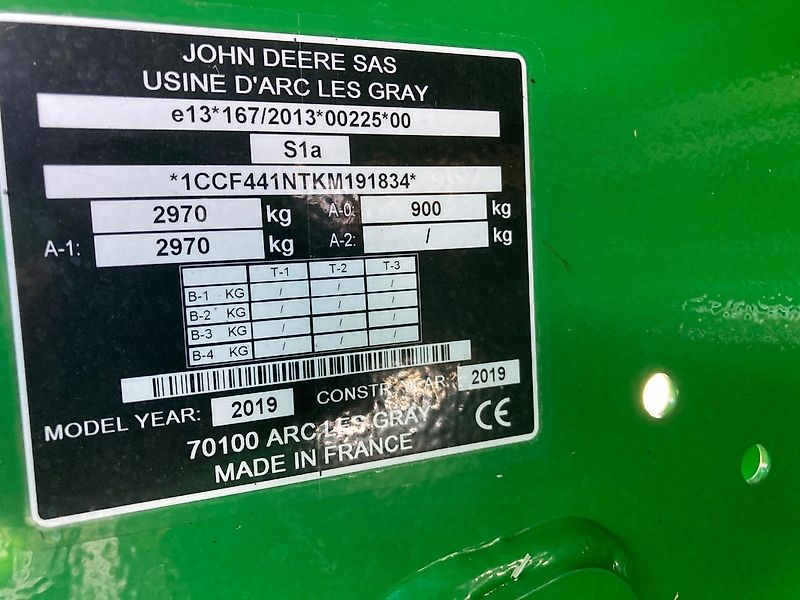 JOHN DEERE SAS
USINE D'ARC LES GRAY
e13*167/2013*00225*00
S1a
*1CCF441NTKM191834*
2970 kg A-0: 900 kg
A-1: 2970 kg A-2: / kg
T-1 T-2 T-3
B-1 KG / / /
B-2 KG / / /
B-3 KG / / /
B-4 KG / / /
MODEL YEAR: 2019 CONSTR. YEAR: 2019
70100 ARC LES GRAY CE
MADE IN FRANCE